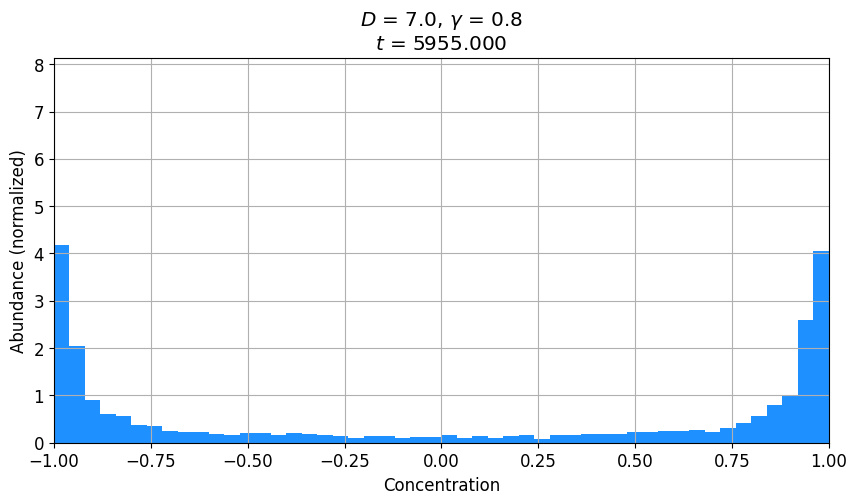 D = 7.0, γ = 0.8
t = 5955.000
8
7
6
5
4
3
2
1
0
Abundance (normalized)
−1.00 −0.75 −0.50 −0.25 0.00 0.25 0.50 0.75 1.00
Concentration